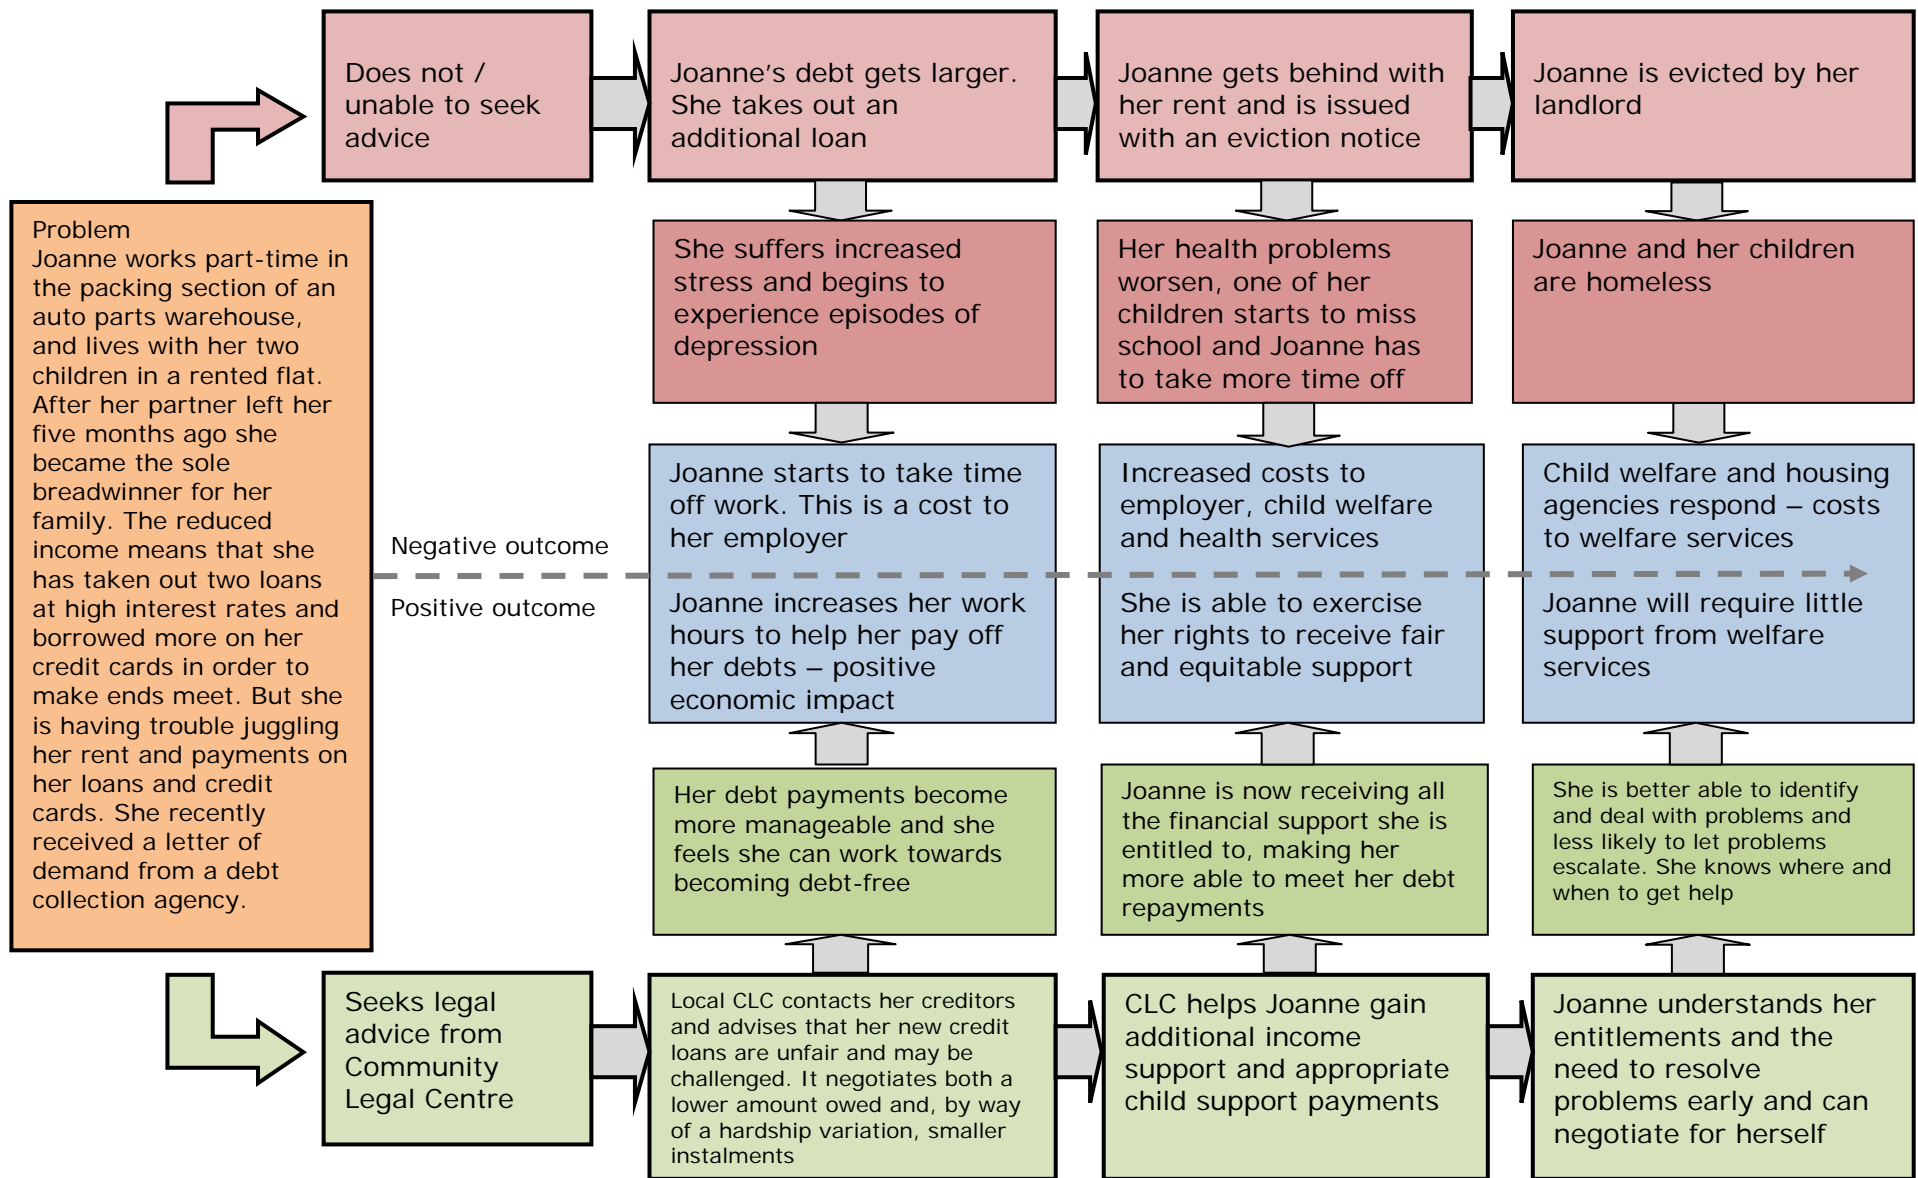 Does not /
unable to seek
advice
Joanne’s debt gets larger.
She takes out an
additional loan
Joanne gets behind with
her rent and is issued
with an eviction notice
Joanne is evicted by her
landlord
Problem
Joanne works part-time in
the packing section of an
auto parts warehouse,
and lives with her two
children in a rented flat.
After her partner left her
five months ago she
became the sole
breadwinner for her
family. The reduced
income means that she
has taken out two loans
at high interest rates and
borrowed more on her
credit cards in order to
make ends meet. But she
is having trouble juggling
her rent and payments on
her loans and credit
cards. She recently
received a letter of
demand from a debt
collection agency.
She suffers increased
stress and begins to
experience episodes of
depression
Her health problems
worsen, one of her
children starts to miss
school and Joanne has
to take more time off
Joanne and her children
are homeless
Negative outcome
Positive outcome
Joanne starts to take time
off work. This is a cost to
her employer
Joanne increases her work
hours to help her pay off
her debts – positive
economic impact
Increased costs to
employer, child welfare
and health services
She is able to exercise
her rights to receive fair
and equitable support
Child welfare and housing
agencies respond – costs
to welfare services
Joanne will require little
support from welfare
services
Her debt payments become
more manageable and she
feels she can work towards
becoming debt-free
Joanne is now receiving all
the financial support she is
entitled to, making her
more able to meet her debt
repayments
She is better able to identify
and deal with problems and
less likely to let problems
escalate. She knows where and
when to get help
Seeks legal
advice from
Community
Legal Centre
Local CLC contacts her creditors
and advises that her new credit
loans are unfair and may be
challenged. It negotiates both a
lower amount owed and, by way
of a hardship variation, smaller
instalments
CLC helps Joanne gain
additional income
support and appropriate
child support payments
Joanne understands her
entitlements and the
need to resolve
problems early and can
negotiate for herself